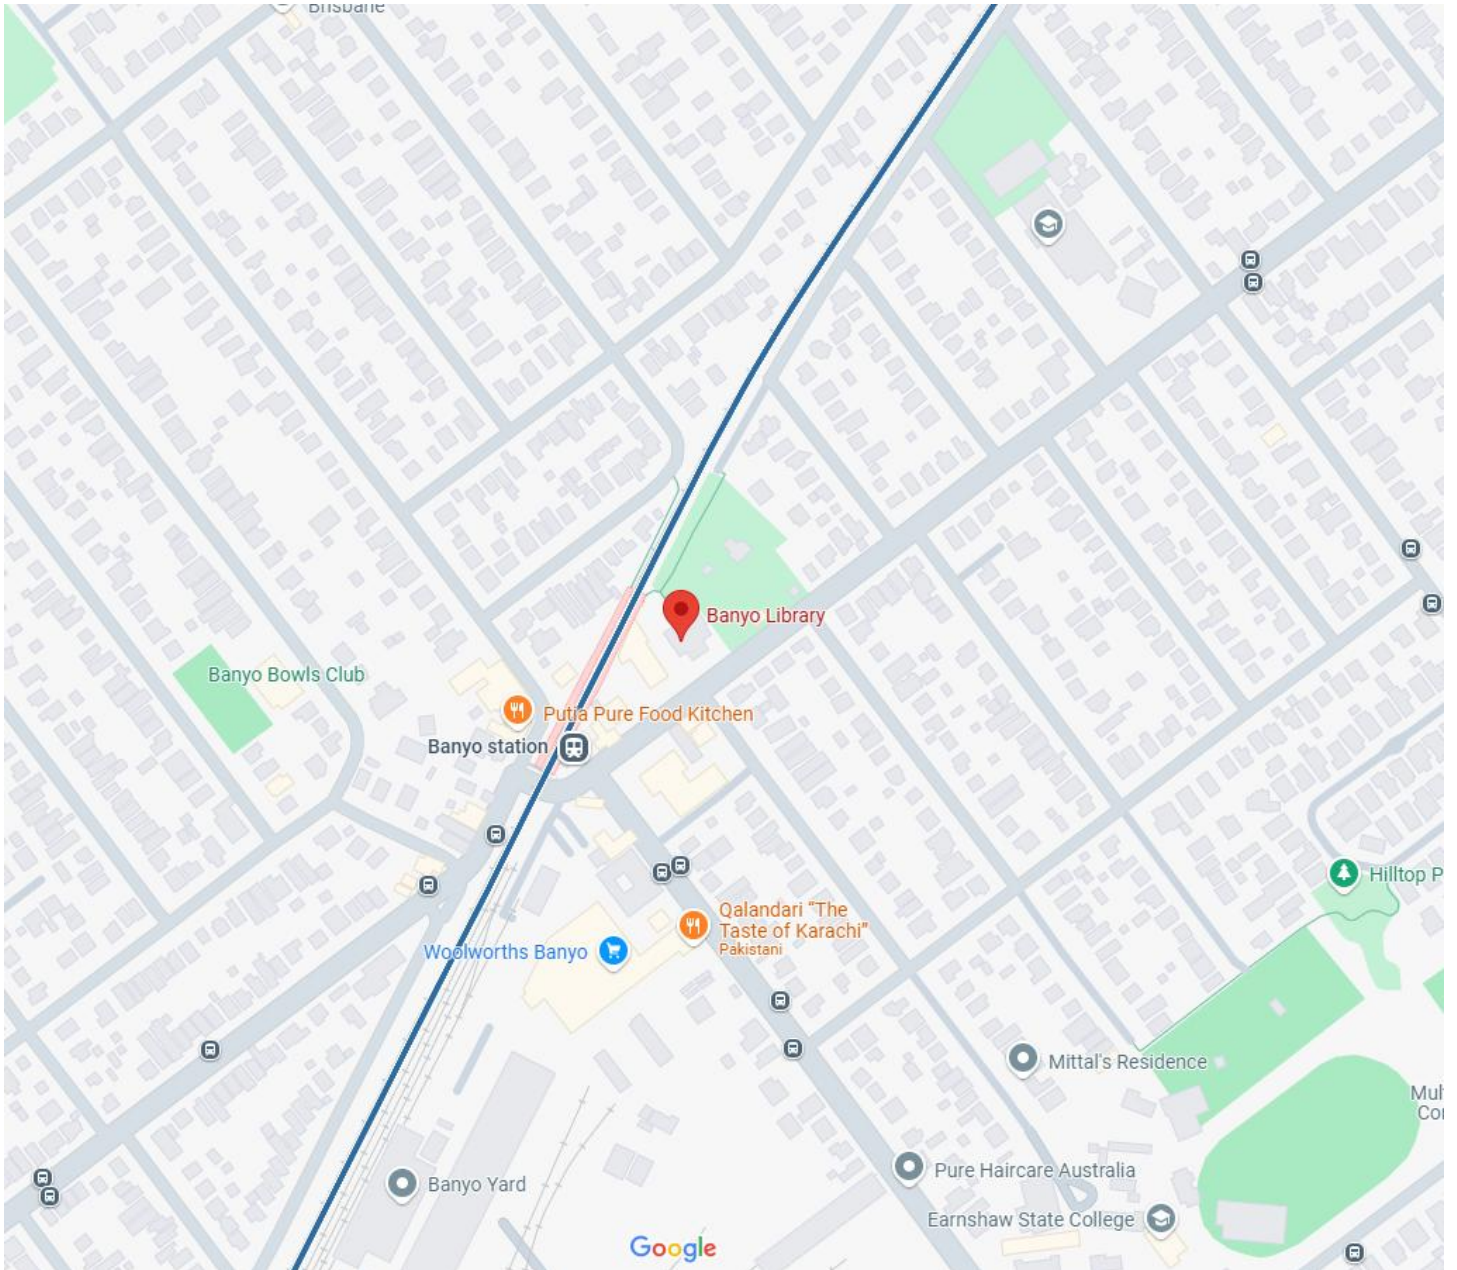 Brisbane
Banyo Library
Banyo Bowls Club
Putia Pure Food Kitchen
Banyo station
Hilltop P
Qalandari "The
Taste of Karachi"
Pakistani
Woolworths Banyo
Mittal's Residence
Mul
Co
Banyo Yard
Pure Haircare Australia
Earnshaw State College
Google